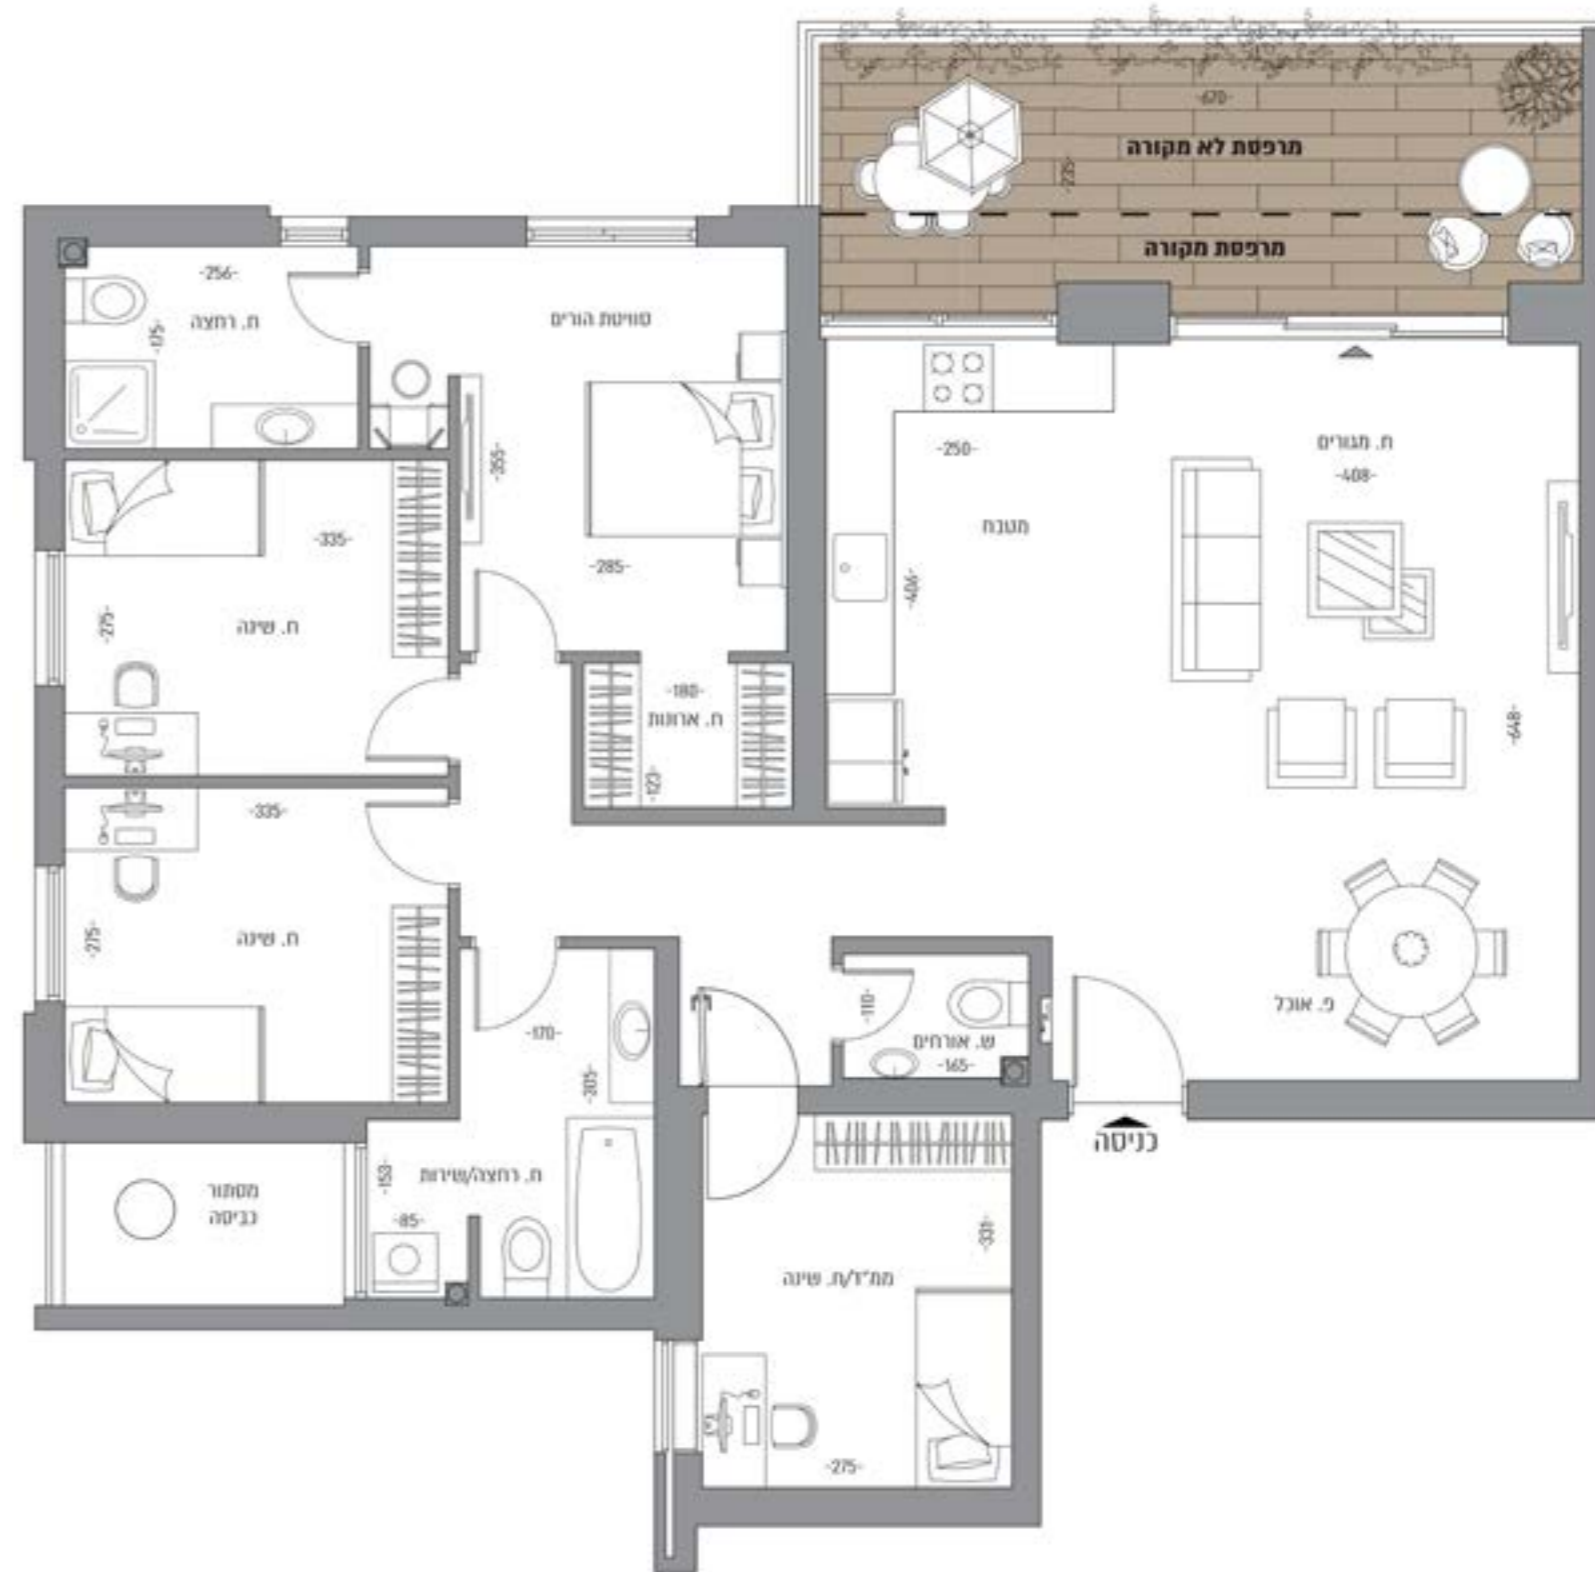 -670-
מרפסת לא מקורה
-235-
מרפסת מקורה
-256-
ח. רחצה
-175-
סוויטת הורים
-355-
-285-
ח. מגורים
-408-
-250-
מטבח
-406-
-648-
-335-
-275-
ח. שינה
-180-
ח. ארונות
-123-
-335-
-275-
ח. שינה
-170-
-305-
-110-
ש. אורחים
-165-
פ. אוכל
כניסה
ח. רחצה/שירות
-153-
-85-
מסתור
כביסה
-331-
ממ"ד/ח. שינה
-275-